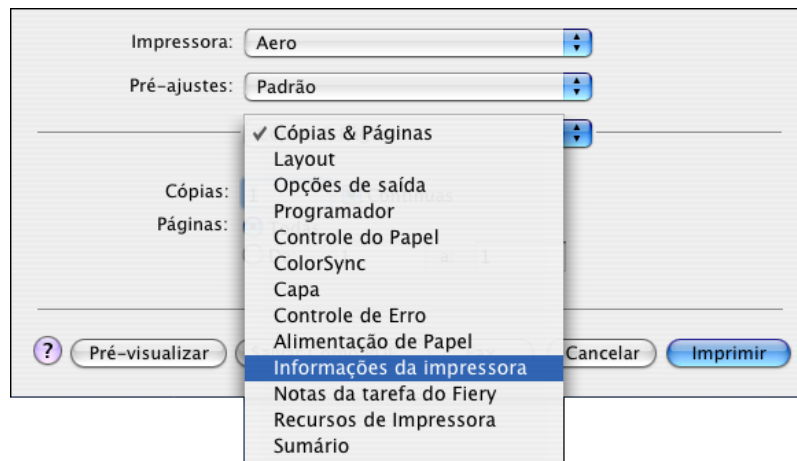 Impressora: Aero
Pré-ajustes: Padrão
✓ Cópias & Páginas
Layout
Opções de saída
Cópias: 1
Programador
Páginas:
Controle do Papel
ColorSync
a: 1
Capa
Controle de Erro
Alimentação de Papel
? Pré-visualizar Cancelar Imprimir
Informações da impressora
Notas da tarefa do Fiery
Recursos de Impressora
Sumário